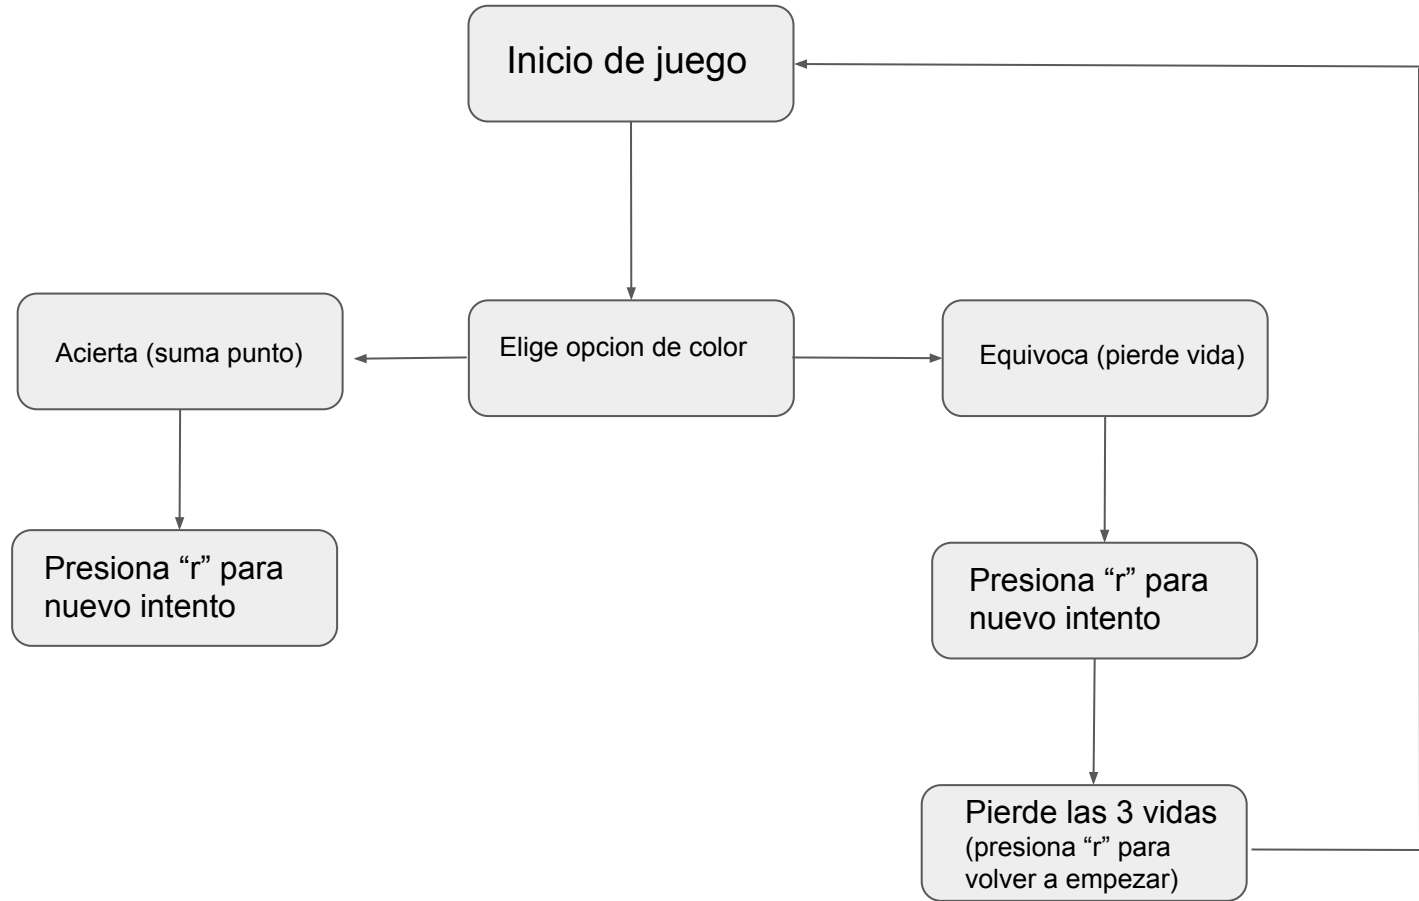 Inicio de juego
Acierta (suma punto)
Elige opcion de color
Equivoca (pierde vida)
Presiona “r” para
nuevo intento
Presiona “r” para
nuevo intento
Pierde las 3 vidas
(presiona “r” para
volver a empezar)